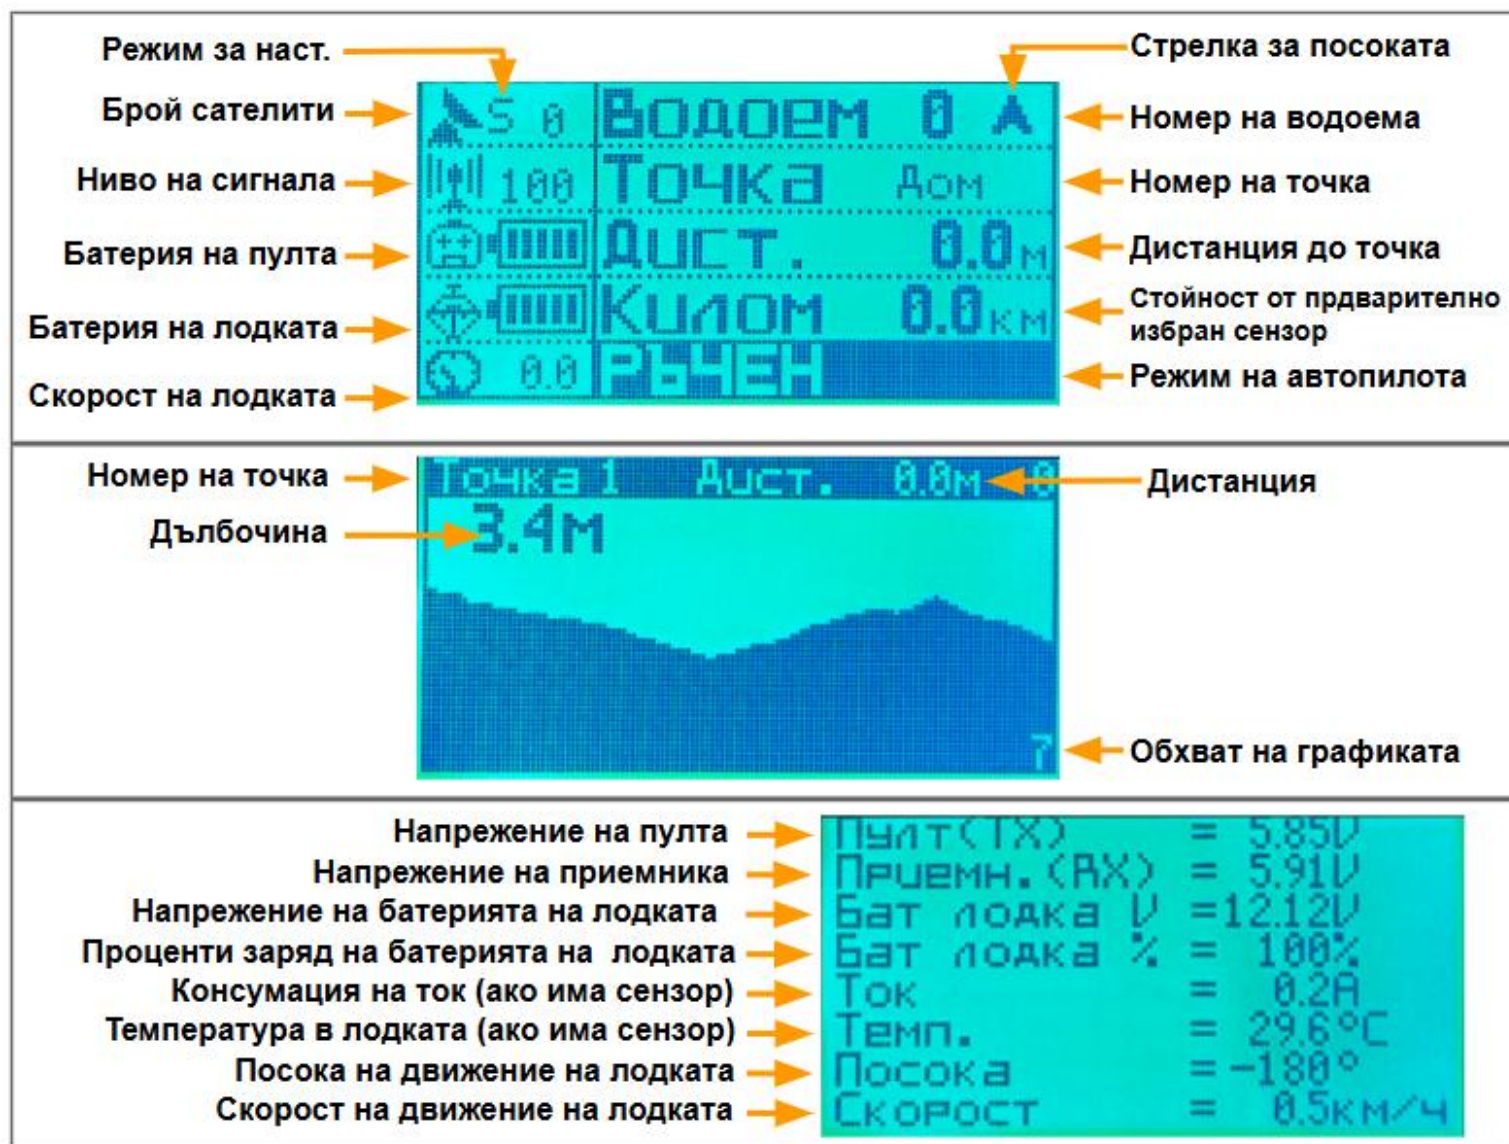 Режим за наст.
Стрелка за посоката
Брой сателити
S 0 Водоем 0
Номер на водоема
Ниво на сигнала
100 Точка Дом
Номер на точка
Батерия на пулта
Дист. 0.0м
Дистанция до точка
Батерия на лодката
Килом 0.0км
Стойност от прдварително
избран сензор
Скорост на лодката
0.0 РЪЧЕН
Режим на автопилота
Номер на точка
Точка 1 Дист. 0.0м 0
Дистанция
Дълбочина
3.4м
7
Обхват на графиката
Напрежение на пулта
Пулт(TX) = 5.85V
Напрежение на приемника
Приемн.(RX) = 5.91V
Напрежение на батерията на лодката
Бат лодка V =12.12V
Проценти заряд на батерията на лодката
Бат лодка % = 100%
Консумация на ток (ако има сензор)
Ток = 0.2A
Температура в лодката (ако има сензор)
Темп. = 29.6°C
Посока на движение на лодката
Посока =-180°
Скорост на движение на лодката
Скорост = 0.5км/ч